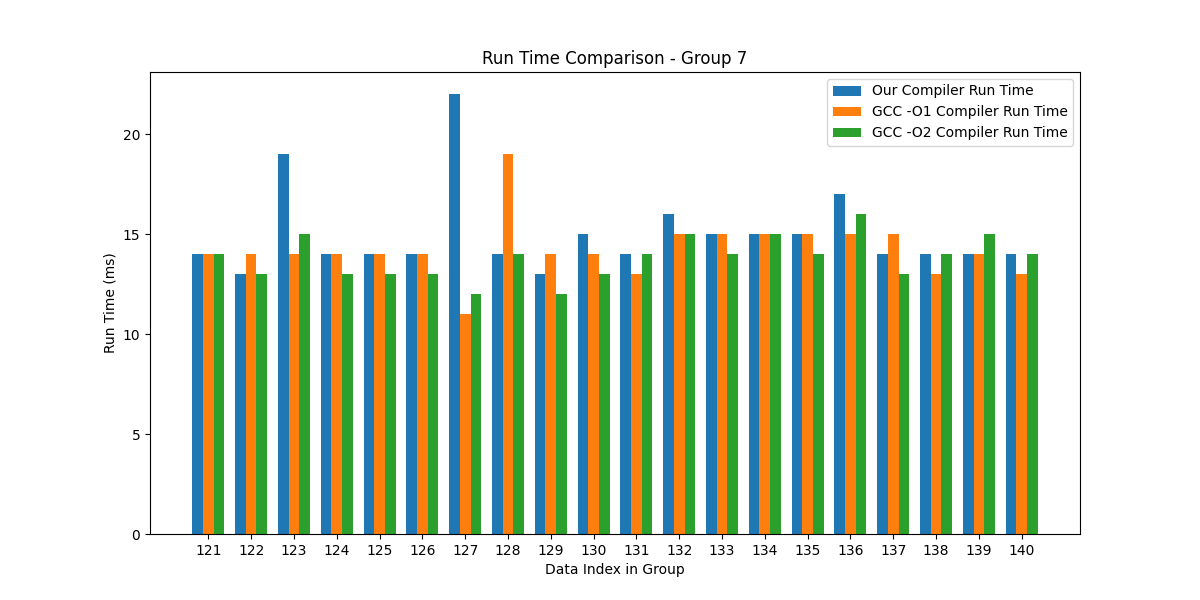 Run Time Comparison - Group 7
Our Compiler Run Time
GCC -O1 Compiler Run Time
GCC -O2 Compiler Run Time
Run Time (ms)
20
15
10
5
0
121 122 123 124 125 126 127 128 129 130 131 132 133 134 135 136 137 138 139 140
Data Index in Group